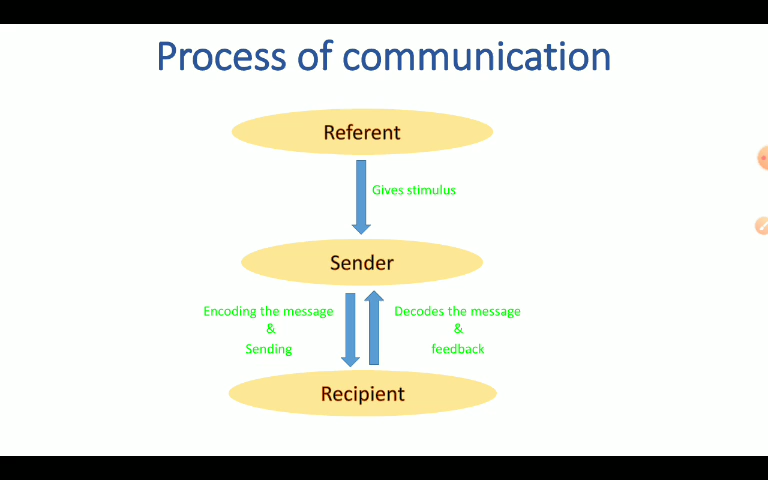 Process of communication
Referent
Gives stimulus
Sender
Encoding the message
&
Sending
Decodes the message
&
feedback
Recipient